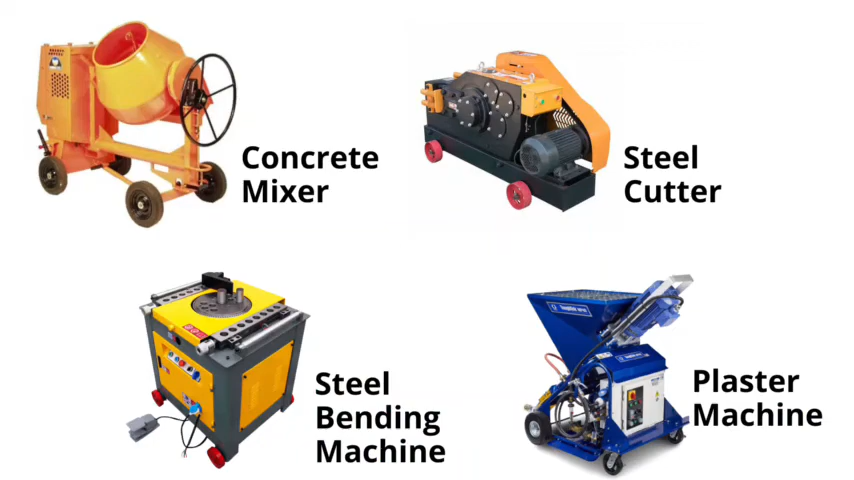 Concrete
Mixer
Steel
Cutter
Steel
Bending
Machine
Plaster
Machine